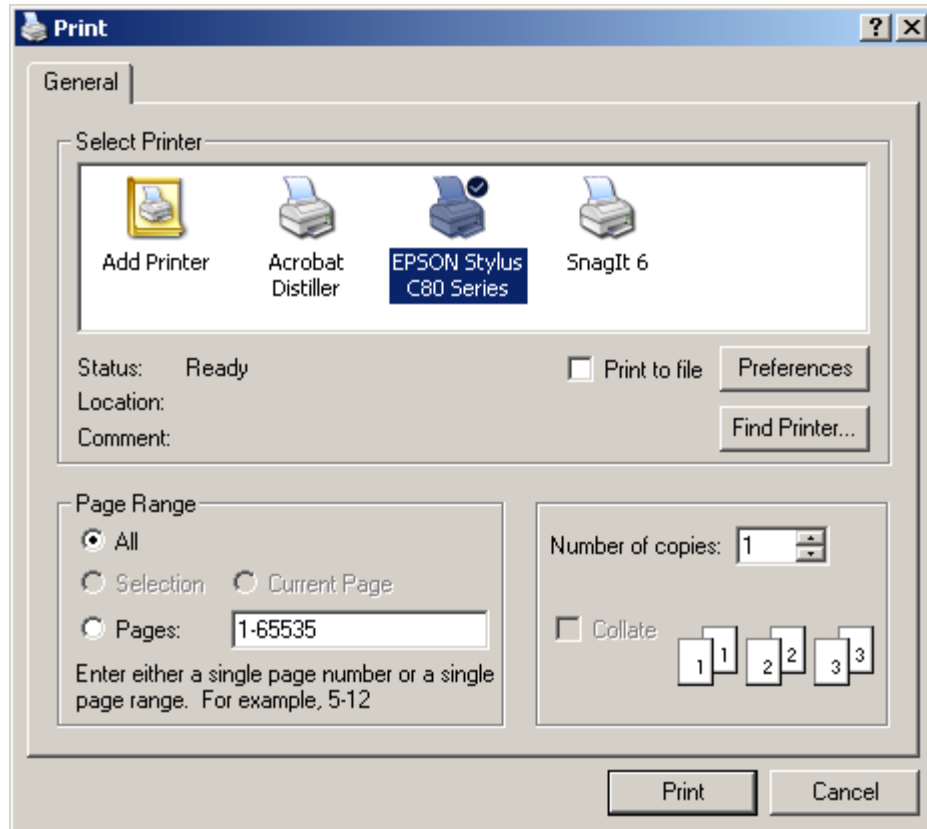 Print
General
Select Printer
Add Printer
Acrobat
Distiller
EPSON Stylus
C80 Series
SnagIt 6
Status: Ready
Print to file
Preferences
Location:
Comment:
Find Printer...
Page Range
All
Selection
Current Page
Pages: 1-65535
Enter either a single page number or a single
page range. For example, 5-12
Number of copies: 1
Collate
1 1 2 2 3 3
Print
Cancel